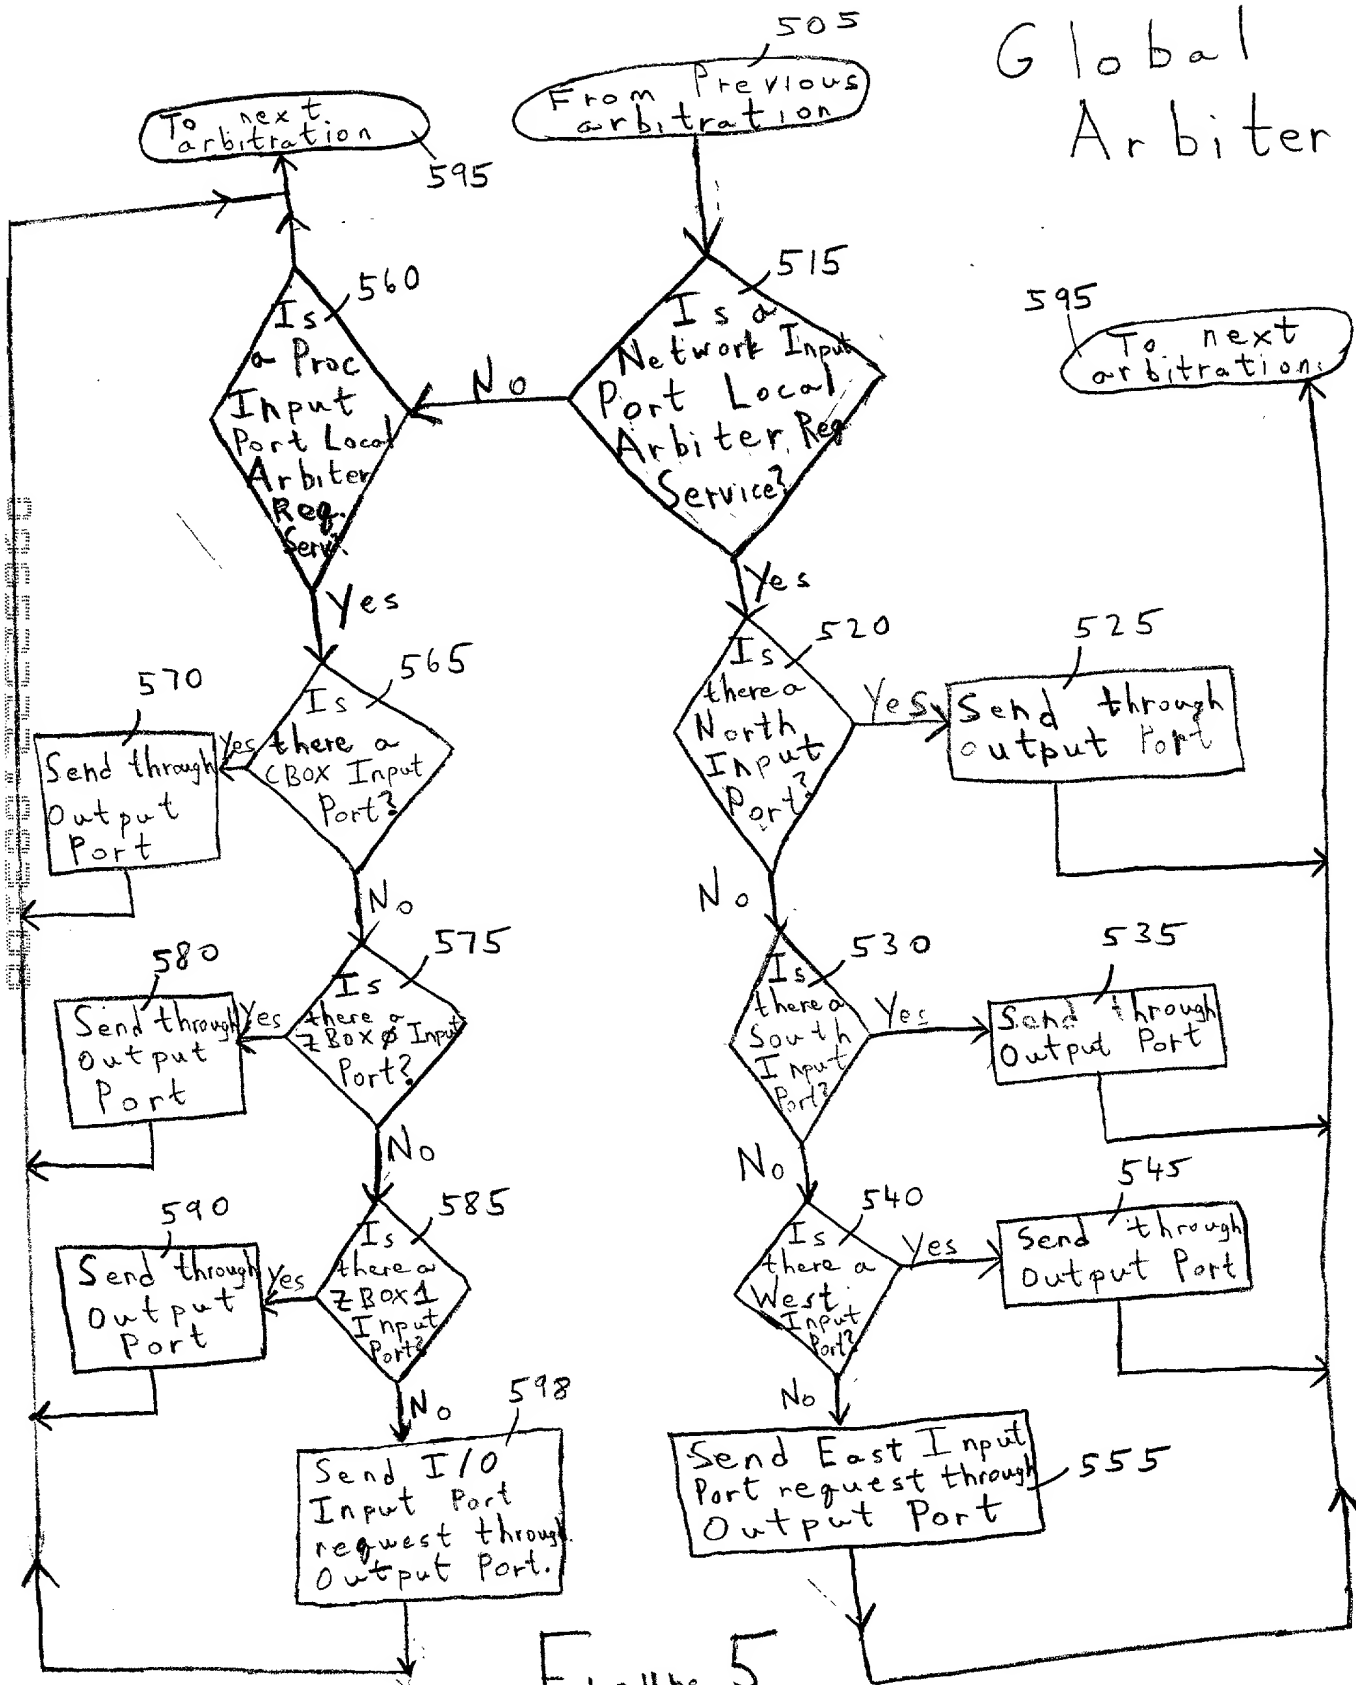 Global
Arbiter
505
From Previous
arbitration
To next
arbitration
595
515
Is a
Network Input
Port Local
Arbiter Req
Service?
No
560
Is
a Proc
Input
Port Local
Arbiter
Req.
Serv?
595
To next
arbitration.
Yes
Yes
520
Is
there a
North
Input
Port?
Yes
525
Send through
output Port
565
Is
there a
CBOX Input
Port?
Yes
570
Send through
Output
Port
No
No
530
Is
there a
South
Input
Port?
Yes
535
Send through
Output Port
575
Is
there a
ZBOX0 Input
Port?
Yes
580
Send through
Output
Port
No
No
540
Is
there a
West
Input
Port?
Yes
545
Send through
Output Port
585
Is
there a
ZBOX1
Input
Port?
Yes
590
Send through
Output
Port
No
No
598
Send I/O
Input Port
request through
Output Port.
555
Send East Input
Port request through
Output Port
Figure 5